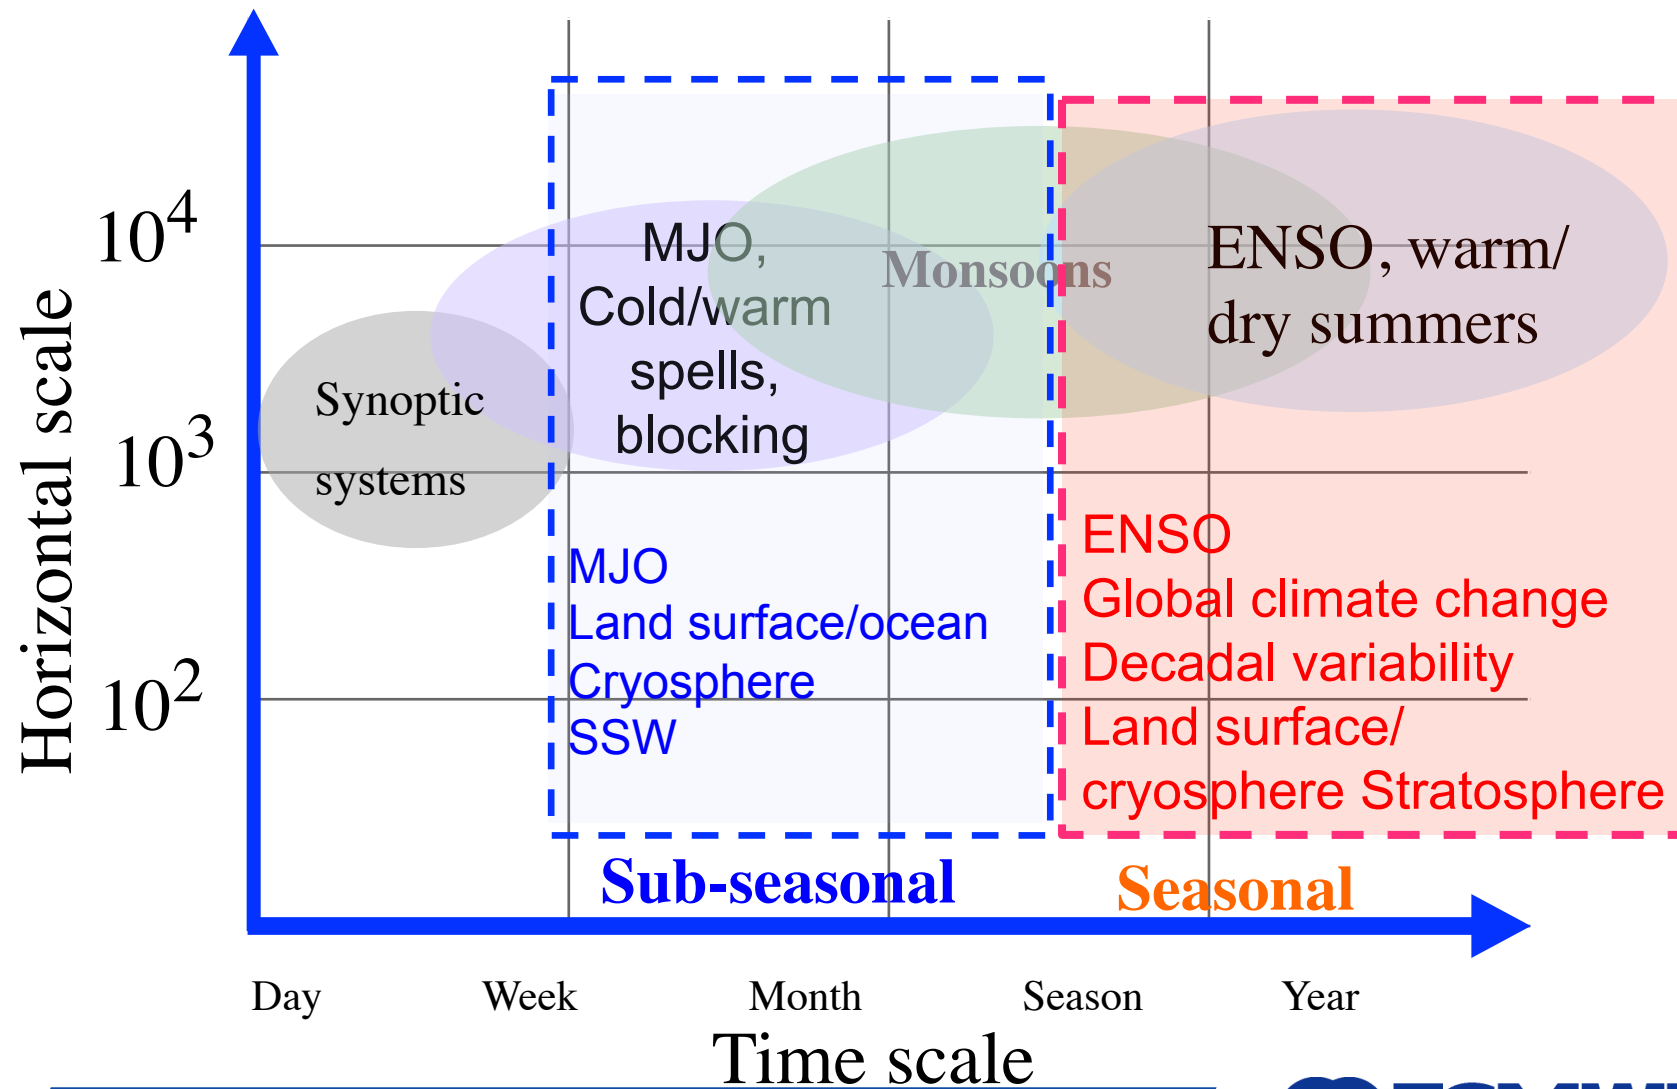 10⁴
10³
10²
Horizontal scale
Synoptic
systems
MJO,
Cold/warm
spells,
blocking
Monsoons
ENSO, warm/
dry summers
MJO
Land surface/ocean
Cryosphere
SSW
ENSO
Global climate change
Decadal variability
Land surface/
cryosphere Stratosphere
Sub-seasonal
Seasonal
Day Week Month Season Year
Time scale